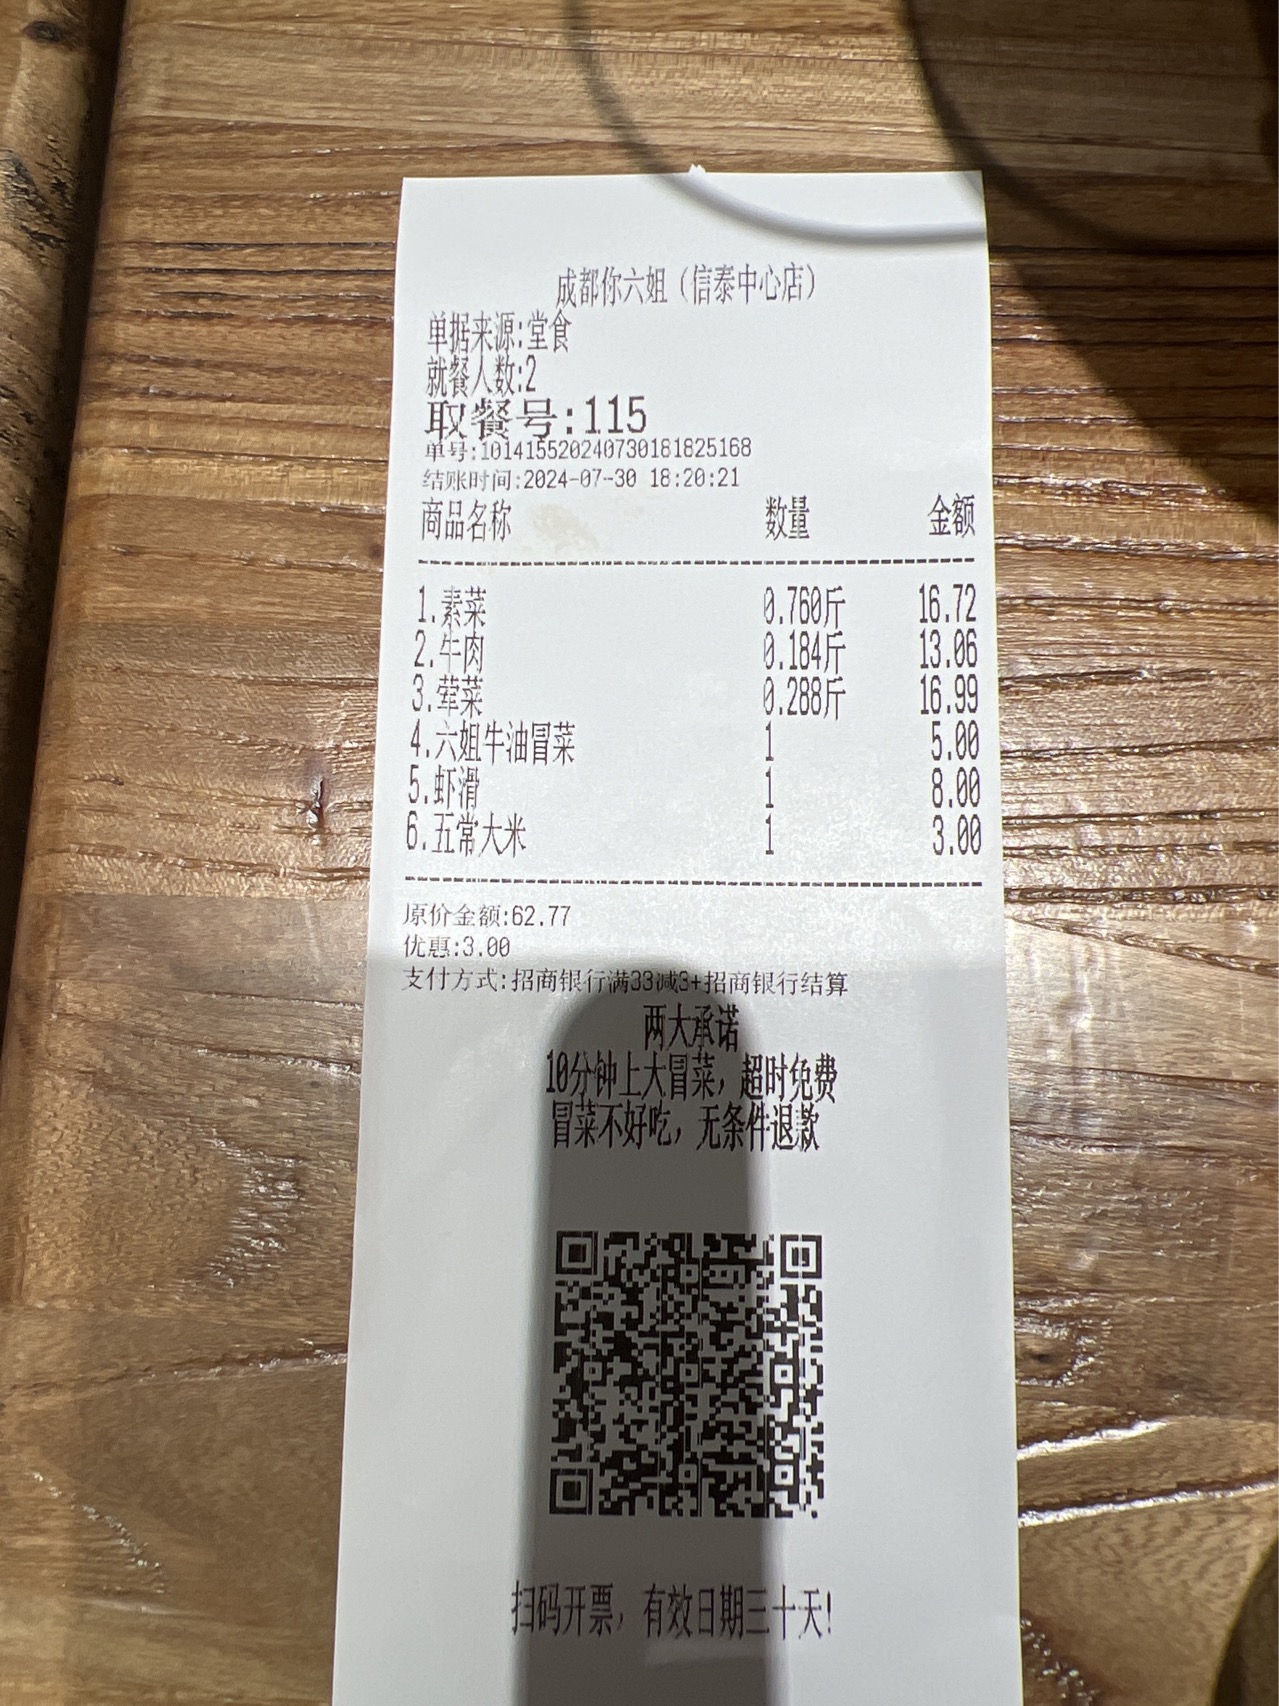 成都你六姐（信泰中心店）
单据来源:堂食
就餐人数:2
取餐号:115
单号:101415520240730181825168
结账时间:2024-07-30 18:20:21
商品名称 数量 金额
1.素菜 0.760斤 16.72
2.牛肉 0.184斤 13.06
3.荤菜 0.288斤 16.99
4.六姐牛油冒菜 1 5.00
5.虾滑 1 8.00
6.五常大米 1 3.00
原价金额:62.77
优惠:3.00
支付方式:招商银行满33减3+招商银行结算
两大承诺
10分钟上大冒菜，超时免费
冒菜不好吃，无条件退款
扫码开票，有效日期三十天!